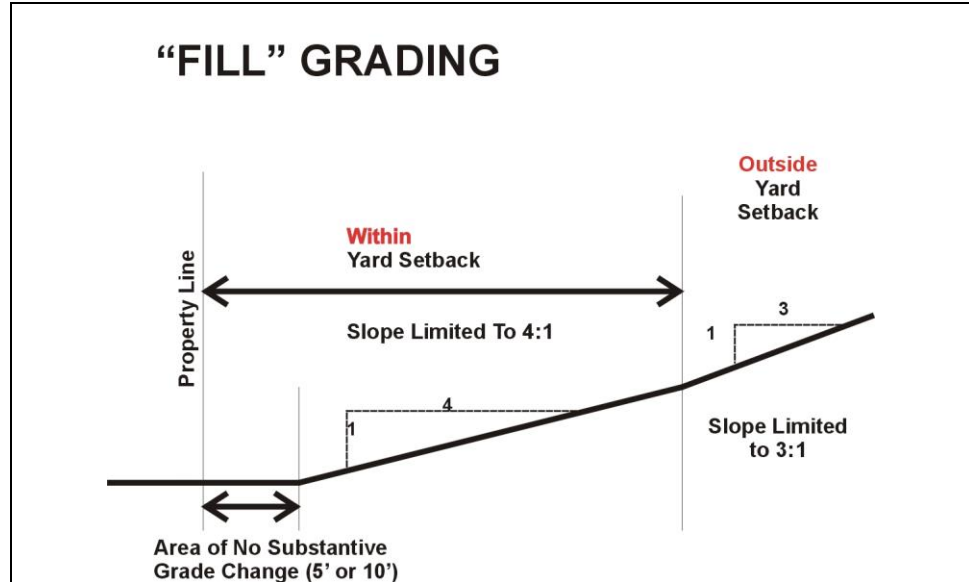 “FILL” GRADING
Outside
Yard
Setback
Within
Yard Setback
Property Line
Slope Limited To 4:1
1
3
4
1
Slope Limited
to 3:1
Area of No Substantive
Grade Change (5’ or 10’)